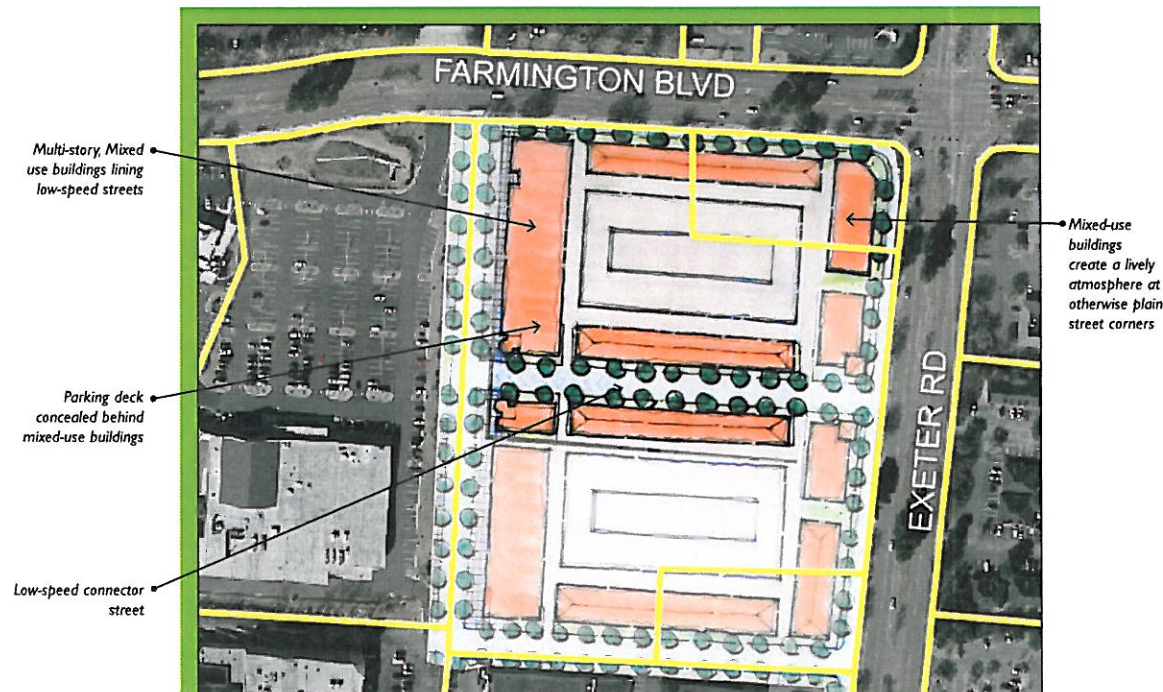 FARMINGTON BLVD
Multi-story, Mixed
use buildings lining
low-speed streets
Mixed-use
buildings
create a lively
atmosphere at
otherwise plain
street corners
Parking deck
concealed behind
mixed-use buildings
EXETER RD
Low-speed connector
street